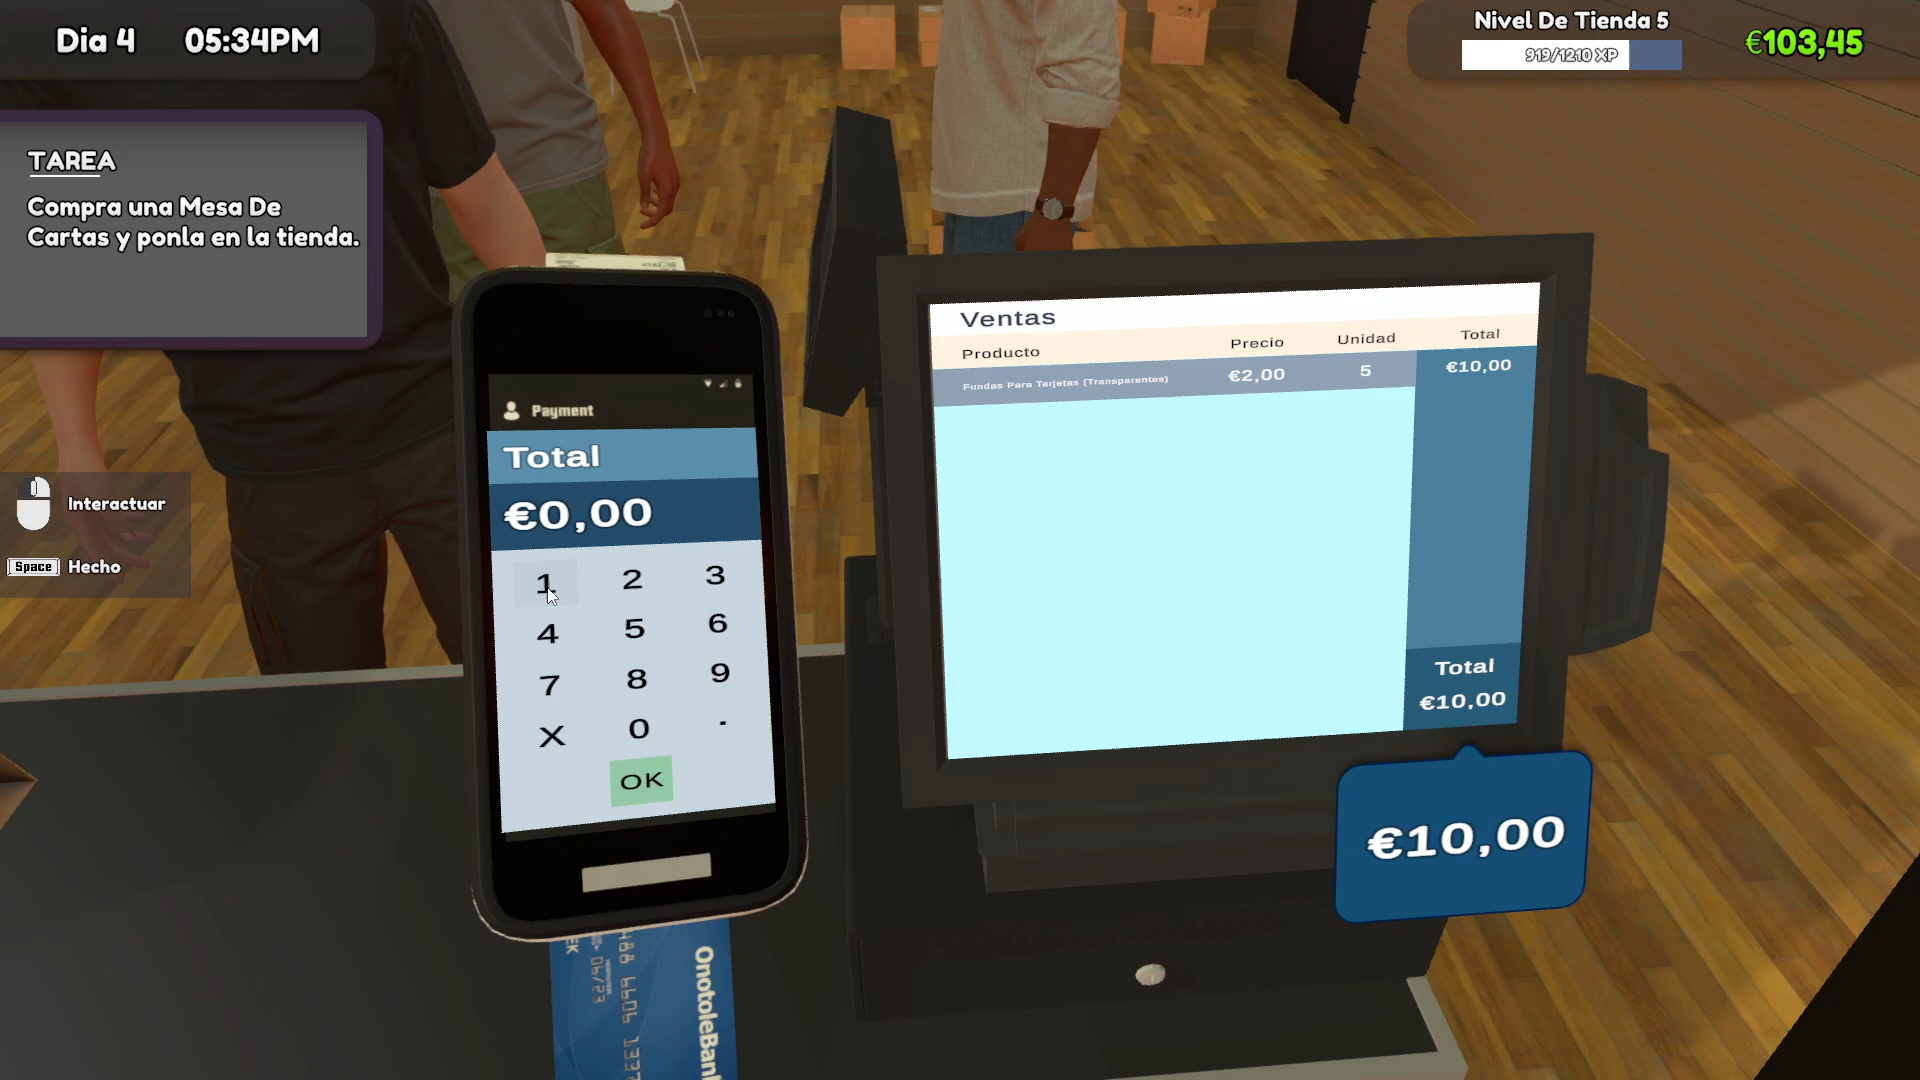 Dia 4 05:34PM
Nivel De Tienda 5
919/1210 XP
€103,45
TAREA
Compra una Mesa De
Cartas y ponla en la tienda.
Interactuar
Space Hecho
Payment
Total
€0,00
1 2 3
4 5 6
7 8 9
X 0 .
OK
Ventas
Producto Precio Unidad Total
Fundas Para Tarjetas (Transparentes) €2,00 5 €10,00
Total
€10,00
€10,00
OnotoleBank
06/23